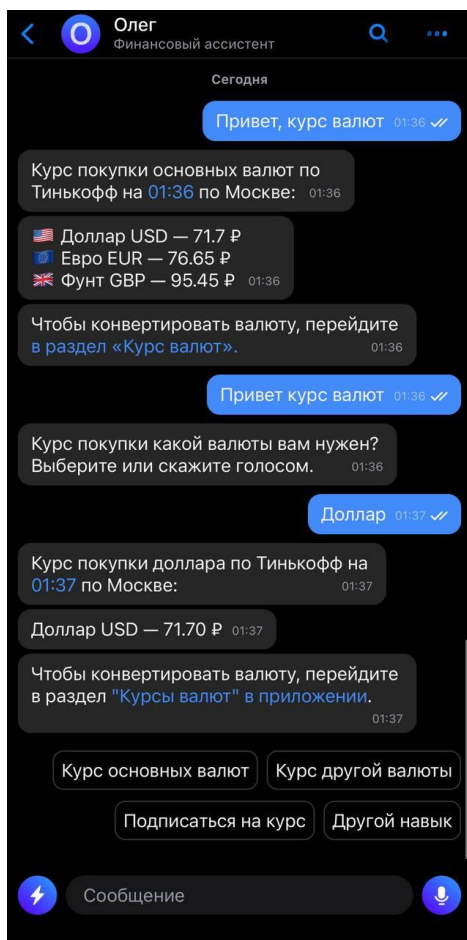 Олег
Финансовый ассистент
Сегодня
Привет, курс валют 01:36
Курс покупки основных валют по
Тинькофф на 01:36 по Москве: 01:36
Доллар USD — 71.7 ₽
Евро EUR — 76.65 ₽
Фунт GBP — 95.45 ₽ 01:36
Чтобы конвертировать валюту, перейдите
в раздел «Курс валют». 01:36
Привет курс валют 01:36
Курс покупки какой валюты вам нужен?
Выберите или скажите голосом. 01:36
Доллар 01:37
Курс покупки доллара по Тинькофф на
01:37 по Москве: 01:37
Доллар USD — 71.70 ₽ 01:37
Чтобы конвертировать валюту, перейдите
в раздел "Курсы валют" в приложении.
01:37
Курс основных валют Курс другой валюты
Подписаться на курс Другой навык
Сообщение